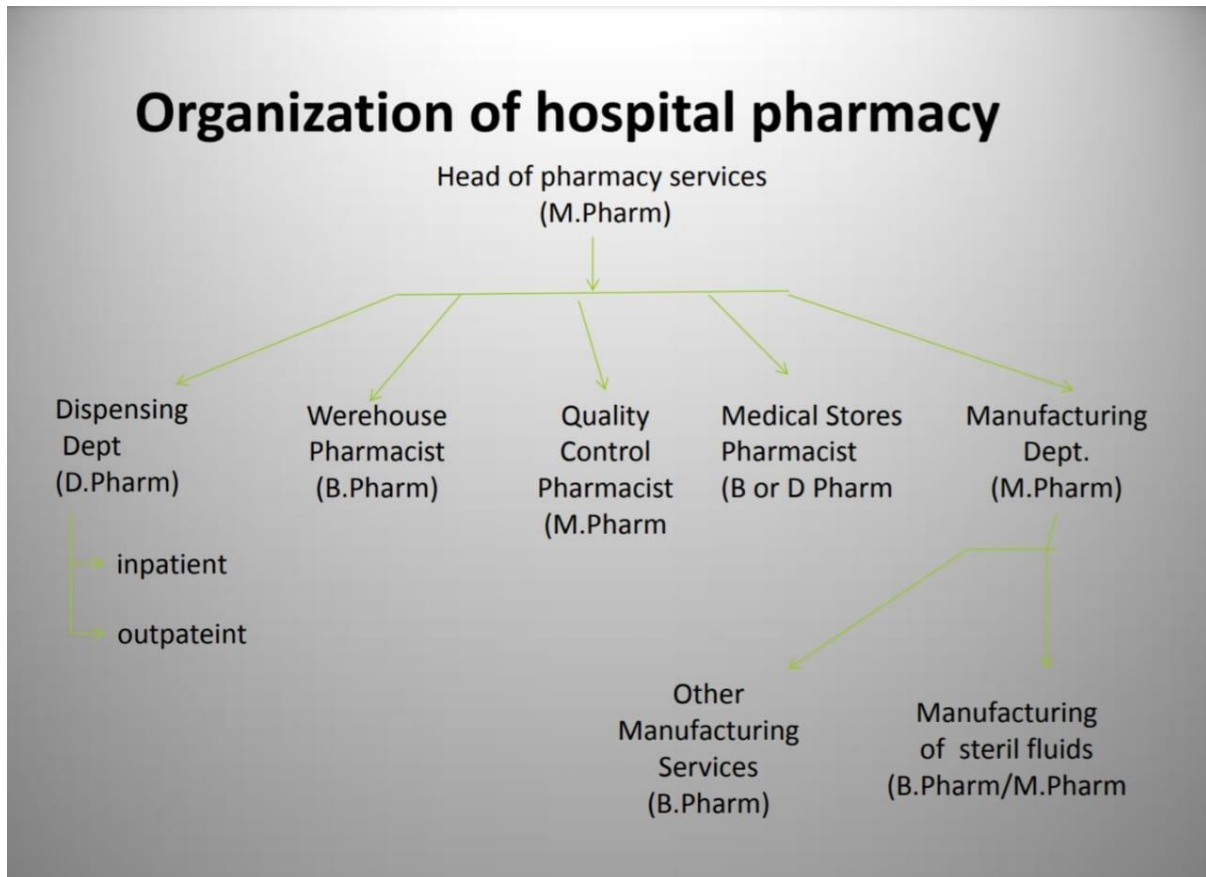 Organization of hospital pharmacy
Head of pharmacy services
(M.Pharm)
Dispensing
Dept
(D.Pharm)
inpatient
outpateint
Werehouse
Pharmacist
(B.Pharm)
Quality
Control
Pharmacist
(M.Pharm
Medical Stores
Pharmacist
(B or D Pharm
Manufacturing
Dept.
(M.Pharm)
Other
Manufacturing
Services
(B.Pharm)
Manufacturing
of steril fluids
(B.Pharm/M.Pharm